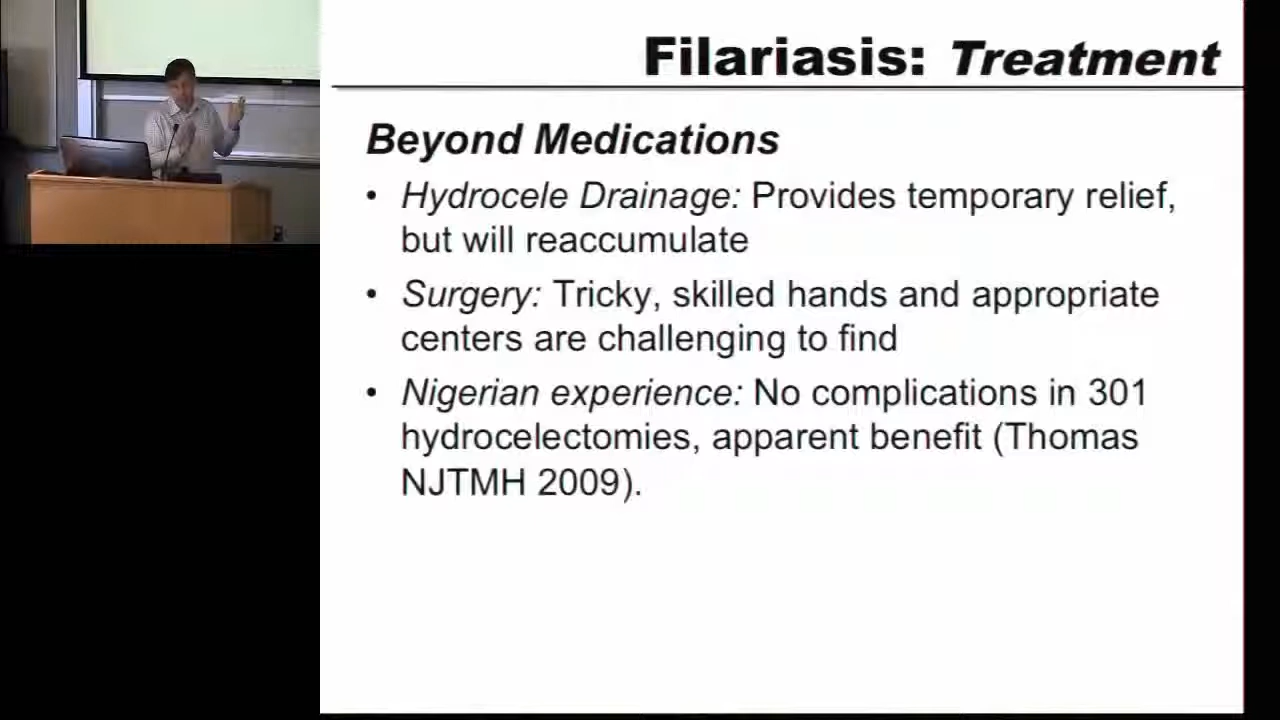 Filariasis: Treatment
Beyond Medications
• Hydrocele Drainage: Provides temporary relief,
but will reaccumulate
• Surgery: Tricky, skilled hands and appropriate
centers are challenging to find
• Nigerian experience: No complications in 301
hydrocelectomies, apparent benefit (Thomas
NJTMH 2009).